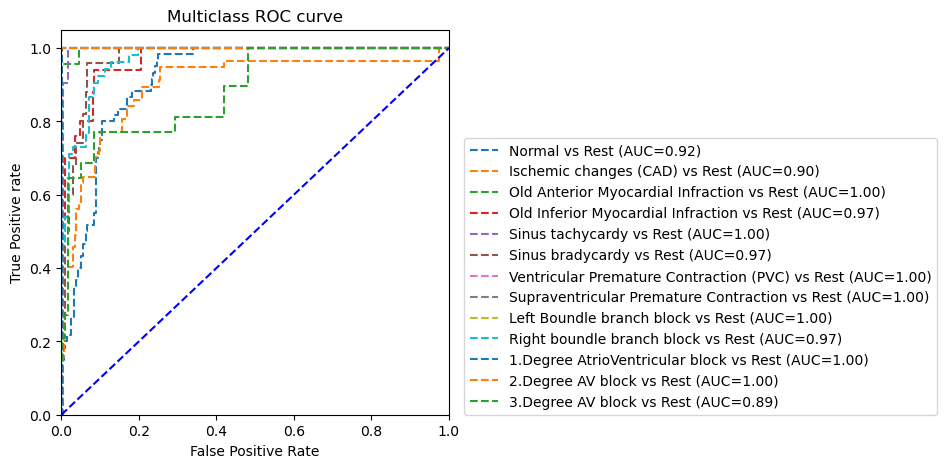 Multiclass ROC curve
True Positive rate
1.0
0.8
0.6
0.4
0.2
0.0
0.0 0.2 0.4 0.6 0.8 1.0
False Positive Rate
Normal vs Rest (AUC=0.92)
Ischemic changes (CAD) vs Rest (AUC=0.90)
Old Anterior Myocardial Infraction vs Rest (AUC=1.00)
Old Inferior Myocardial Infraction vs Rest (AUC=0.97)
Sinus tachycardy vs Rest (AUC=1.00)
Sinus bradycardy vs Rest (AUC=0.97)
Ventricular Premature Contraction (PVC) vs Rest (AUC=1.00)
Supraventricular Premature Contraction vs Rest (AUC=1.00)
Left Boundle branch block vs Rest (AUC=1.00)
Right boundle branch block vs Rest (AUC=0.97)
1.Degree AtrioVentricular block vs Rest (AUC=1.00)
2.Degree AV block vs Rest (AUC=1.00)
3.Degree AV block vs Rest (AUC=0.89)